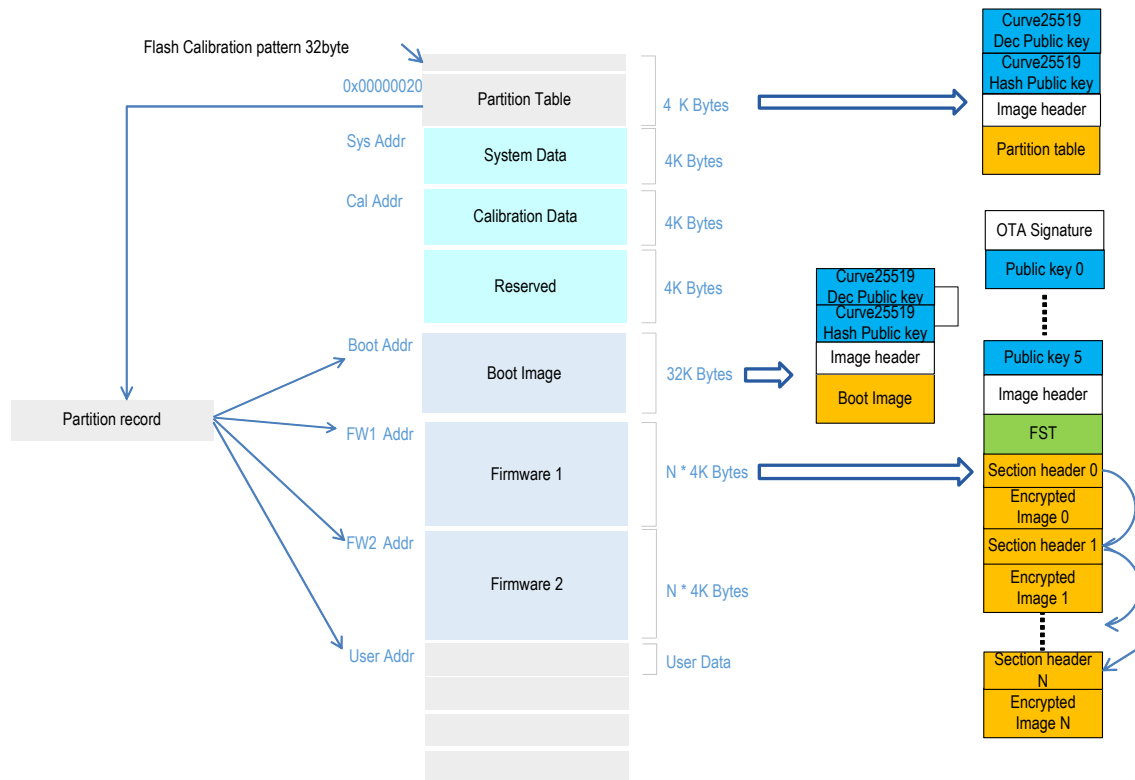 Flash Calibration pattern 32byte
0x00000020
Partition Table
4 K Bytes
Sys Addr
System Data
4K Bytes
Cal Addr
Calibration Data
4K Bytes
Reserved
4K Bytes
Boot Addr
Boot Image
32K Bytes
Partition record
FW1 Addr
Firmware 1
N * 4K Bytes
FW2 Addr
Firmware 2
N * 4K Bytes
User Addr
User Data
Curve25519
Dec Public key
Curve25519
Hash Public key
Image header
Partition table
Curve25519
Dec Public key
Curve25519
Hash Public key
Image header
Boot Image
OTA Signature
Public key 0
Public key 5
Image header
FST
Section header 0
Encrypted
Image 0
Section header 1
Encrypted
Image 1
Section header
N
Encrypted
Image N